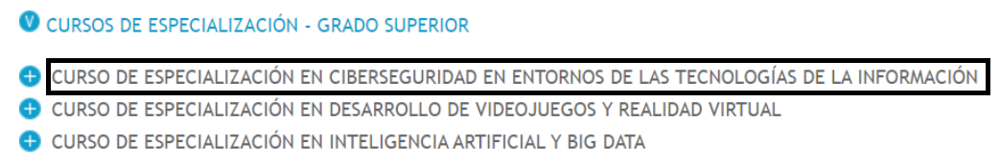 CURSOS DE ESPECIALIZACIÓN - GRADO SUPERIOR
CURSO DE ESPECIALIZACIÓN EN CIBERSEGURIDAD EN ENTORNOS DE LAS TECNOLOGÍAS DE LA INFORMACIÓN
CURSO DE ESPECIALIZACIÓN EN DESARROLLO DE VIDEOJUEGOS Y REALIDAD VIRTUAL
CURSO DE ESPECIALIZACIÓN EN INTELIGENCIA ARTIFICIAL Y BIG DATA